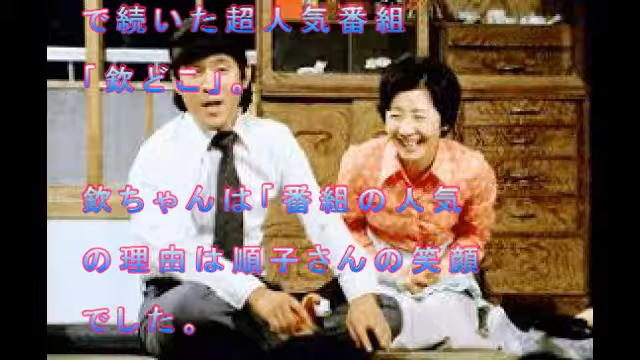 で続いた超人気番組
「欽どこ」。
欽ちゃんは「番組の人気
の理由は順子さんの笑顔
でした。